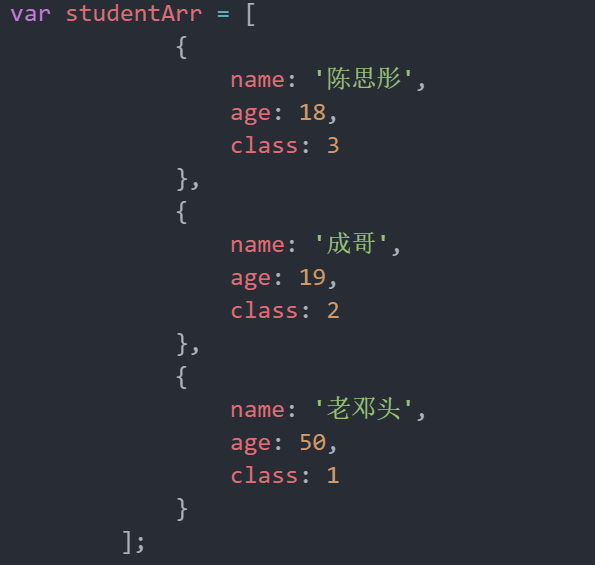 var studentArr = [
{
name: '陈思彤',
age: 18,
class: 3
},
{
name: '成哥',
age: 19,
class: 2
},
{
name: '老邓头',
age: 50,
class: 1
}
];